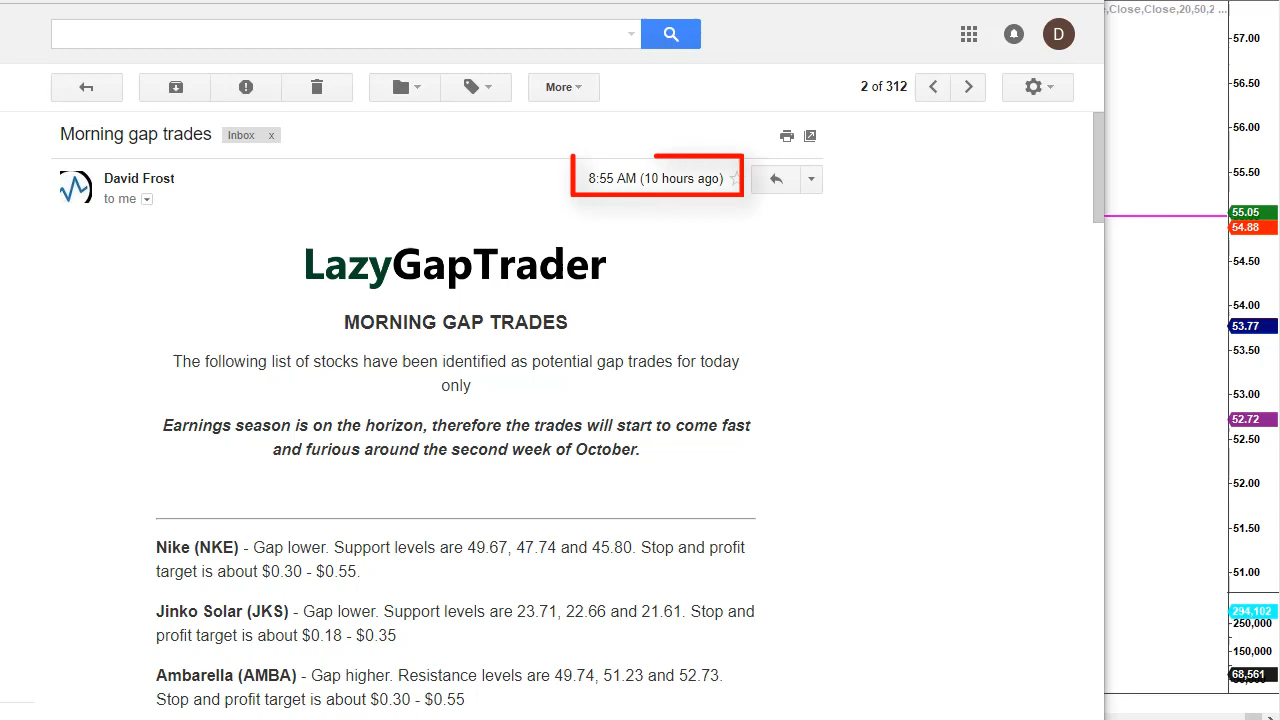 e,Close,Close,20,50,2 ...
D
More
2 of 312
Morning gap trades
Inbox x
David Frost
8:55 AM (10 hours ago)
to me
LazyGapTrader
MORNING GAP TRADES
The following list of stocks have been identified as potential gap trades for today
only
Earnings season is on the horizon, therefore the trades will start to come fast
and furious around the second week of October.
Nike (NKE) - Gap lower. Support levels are 49.67, 47.74 and 45.80. Stop and profit
target is about $0.30 - $0.55.
Jinko Solar (JKS) - Gap lower. Support levels are 23.71, 22.66 and 21.61. Stop and
profit target is about $0.18 - $0.35
Ambarella (AMBA) - Gap higher. Resistance levels are 49.74, 51.23 and 52.73.
Stop and profit target is about $0.30 - $0.55
57.00
56.50
56.00
55.50
55.05
54.88
54.50
54.00
53.77
53.50
53.00
52.72
52.50
52.00
51.50
51.00
294,102
250,000
150,000
68,561